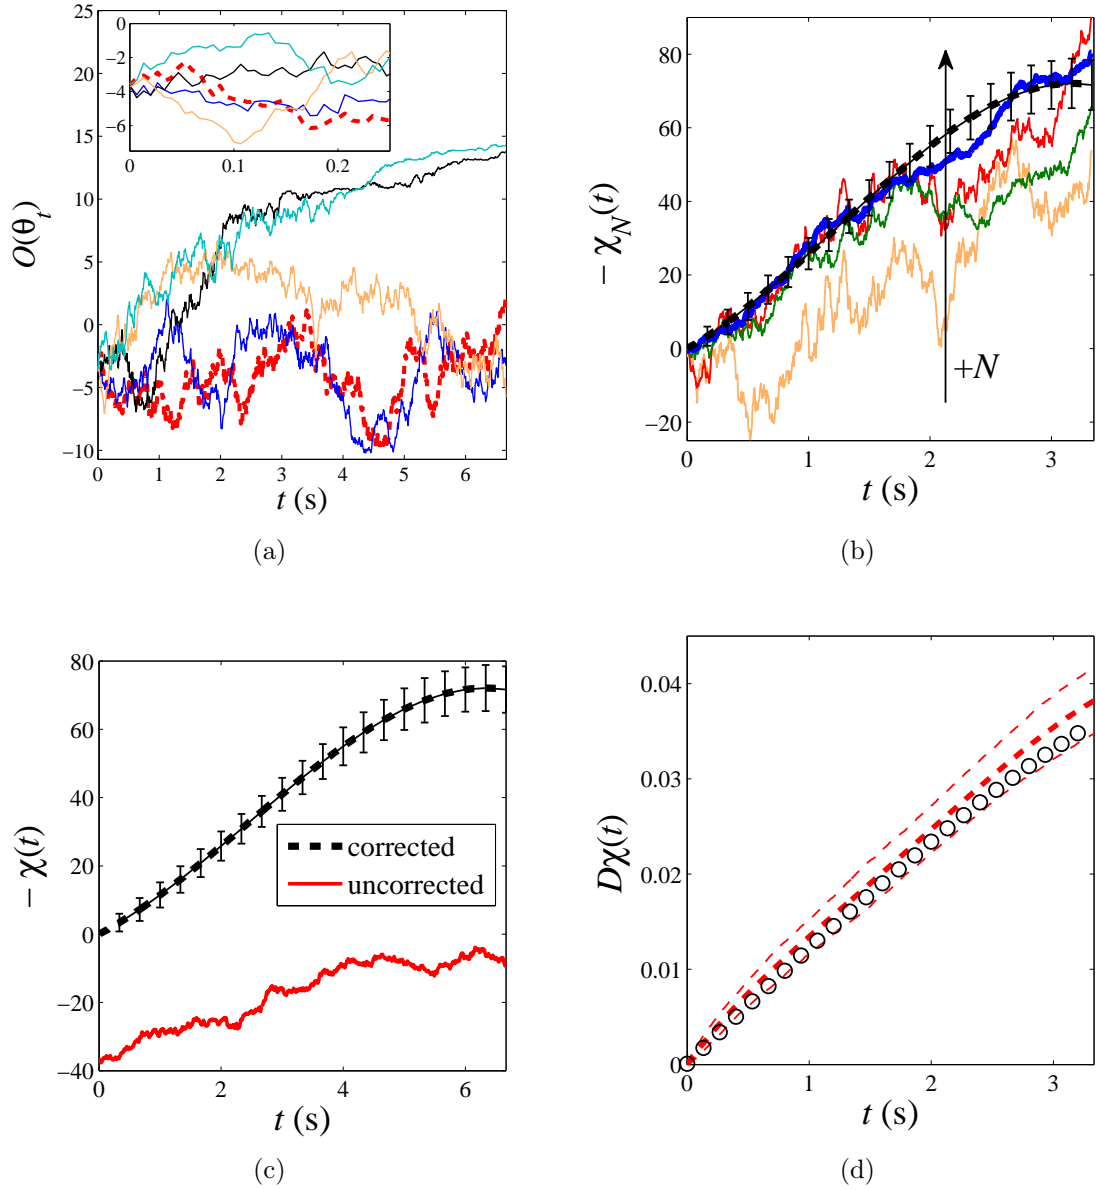 25
20
15
10
5
0
−5
−10
0
−2
−4
−6
0
0.1
0.2
0 1 2 3 4 5 6
O(θt)
t (s)
(a)
80
60
40
20
0
−20
0 1 2 3
− χN(t)
+N
t (s)
(b)
80
60
40
20
0
−20
−40
0 2 4 6
− χ(t)
corrected
uncorrected
t (s)
(c)
0.04
0.03
0.02
0.01
0
0 1 2 3
Dχ(t)
t (s)
(d)